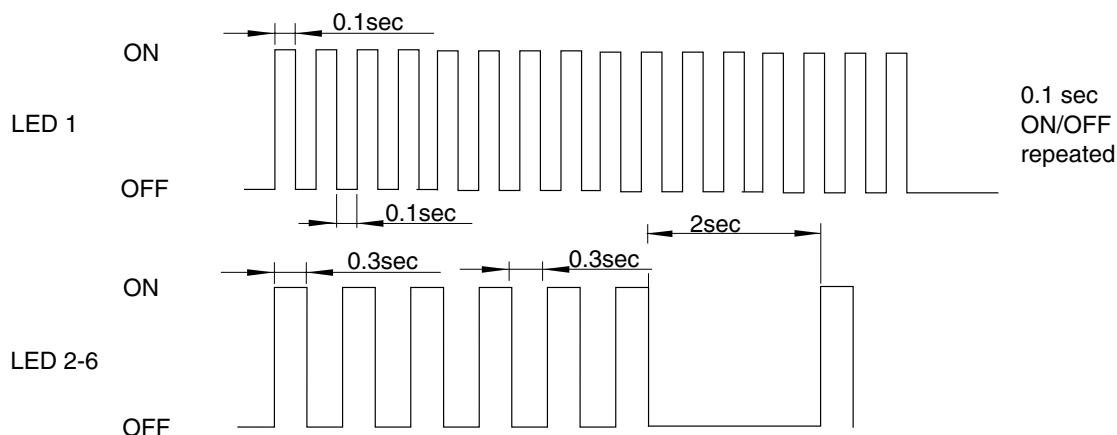 0.1sec
ON
LED 1
OFF
0.1 sec
ON/OFF
repeated
0.1sec
2sec
0.3sec
0.3sec
ON
LED 2-6
OFF